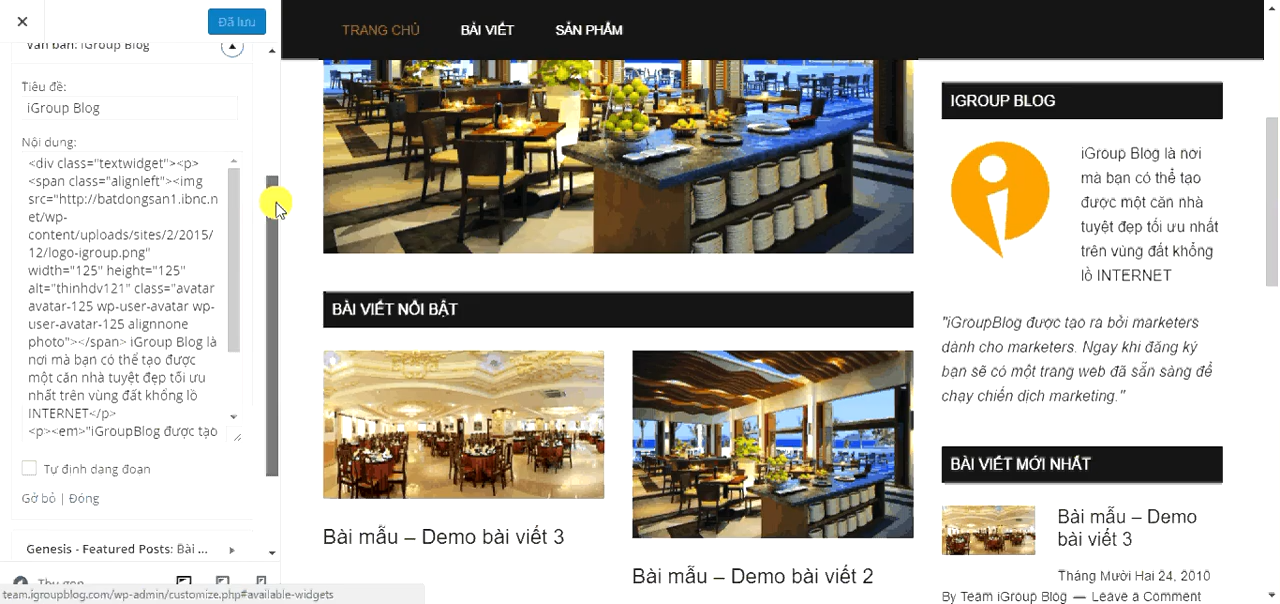 Đã lưu
Văn bản: iGroup Blog
Tiêu đề:
iGroup Blog
Nội dung:
<div class="textwidget"><p>
<span class="alignleft"><img
src="http://batdongsan1.ibnc.n
et/wp-
content/uploads/sites/2/2015/
12/logo-igroup.png"
width="125" height="125"
alt="thinhdv121" class="avatar
avatar-125 wp-user-avatar wp-
user-avatar-125 alignnone
photo"></span> iGroup Blog là
nơi mà bạn có thể tạo được
một căn nhà tuyệt đẹp tối ưu
nhất trên vùng đất khổng lồ
INTERNET</p>
<p><em>"iGroupBlog được tạo
Tự định dạng đoạn
Gỡ bỏ | Đóng
Genesis - Featured Posts: Bài ...
Thu gọn
team.igroupblog.com/wp-admin/customize.php#available-widgets
TRANG CHỦ BÀI VIẾT SẢN PHẨM
BÀI VIẾT NỔI BẬT
Bài mẫu – Demo bài viết 3
Bài mẫu – Demo bài viết 2
IGROUP BLOG
iGroup Blog là nơi
mà bạn có thể tạo
được một căn nhà
tuyệt đẹp tối ưu nhất
trên vùng đất khổng
lồ INTERNET
"iGroupBlog được tạo ra bởi marketers
dành cho marketers. Ngay khi đăng ký
bạn sẽ có một trang web đã sẵn sàng để
chạy chiến dịch marketing."
BÀI VIẾT MỚI NHẤT
Bài mẫu – Demo
bài viết 3
Tháng Mười Hai 24, 2010
By Team iGroup Blog — Leave a Comment